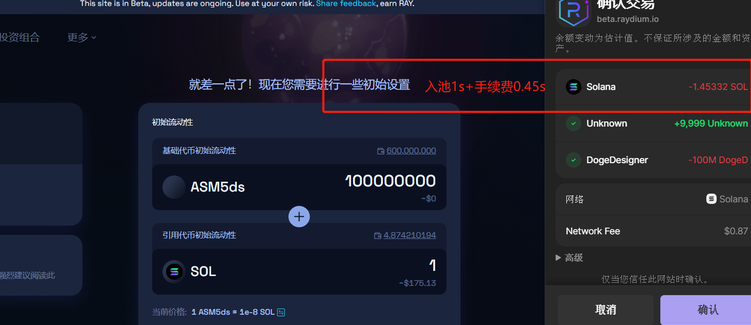 This site is in Beta, updates are ongoing. Use at your own risk. Share feedback, earn RAY.
投资组合
更多
就差一点了！现在您需要进行一些初始设置
入池1s+手续费0.45s
初始流动性
基础代币初始流动性
600,000,000
ASM5ds
100000000
~$0
引用代币初始流动性
4.874210194
SOL
1
~$175.13
强烈建议阅读此
当前价格: 1 ASM5ds ≈ 1e-8 SOL
确认交易
beta.raydium.io
余额变动为估计值。不保证所涉及的金额和资
产。
Solana
-1.45332 SOL
Unknown
+9,999 Unknown
DogeDesigner
-100M DogeD
网络
Solana
Network Fee
$0.87
高级
仅当您信任此网站时确认。
取消
确认